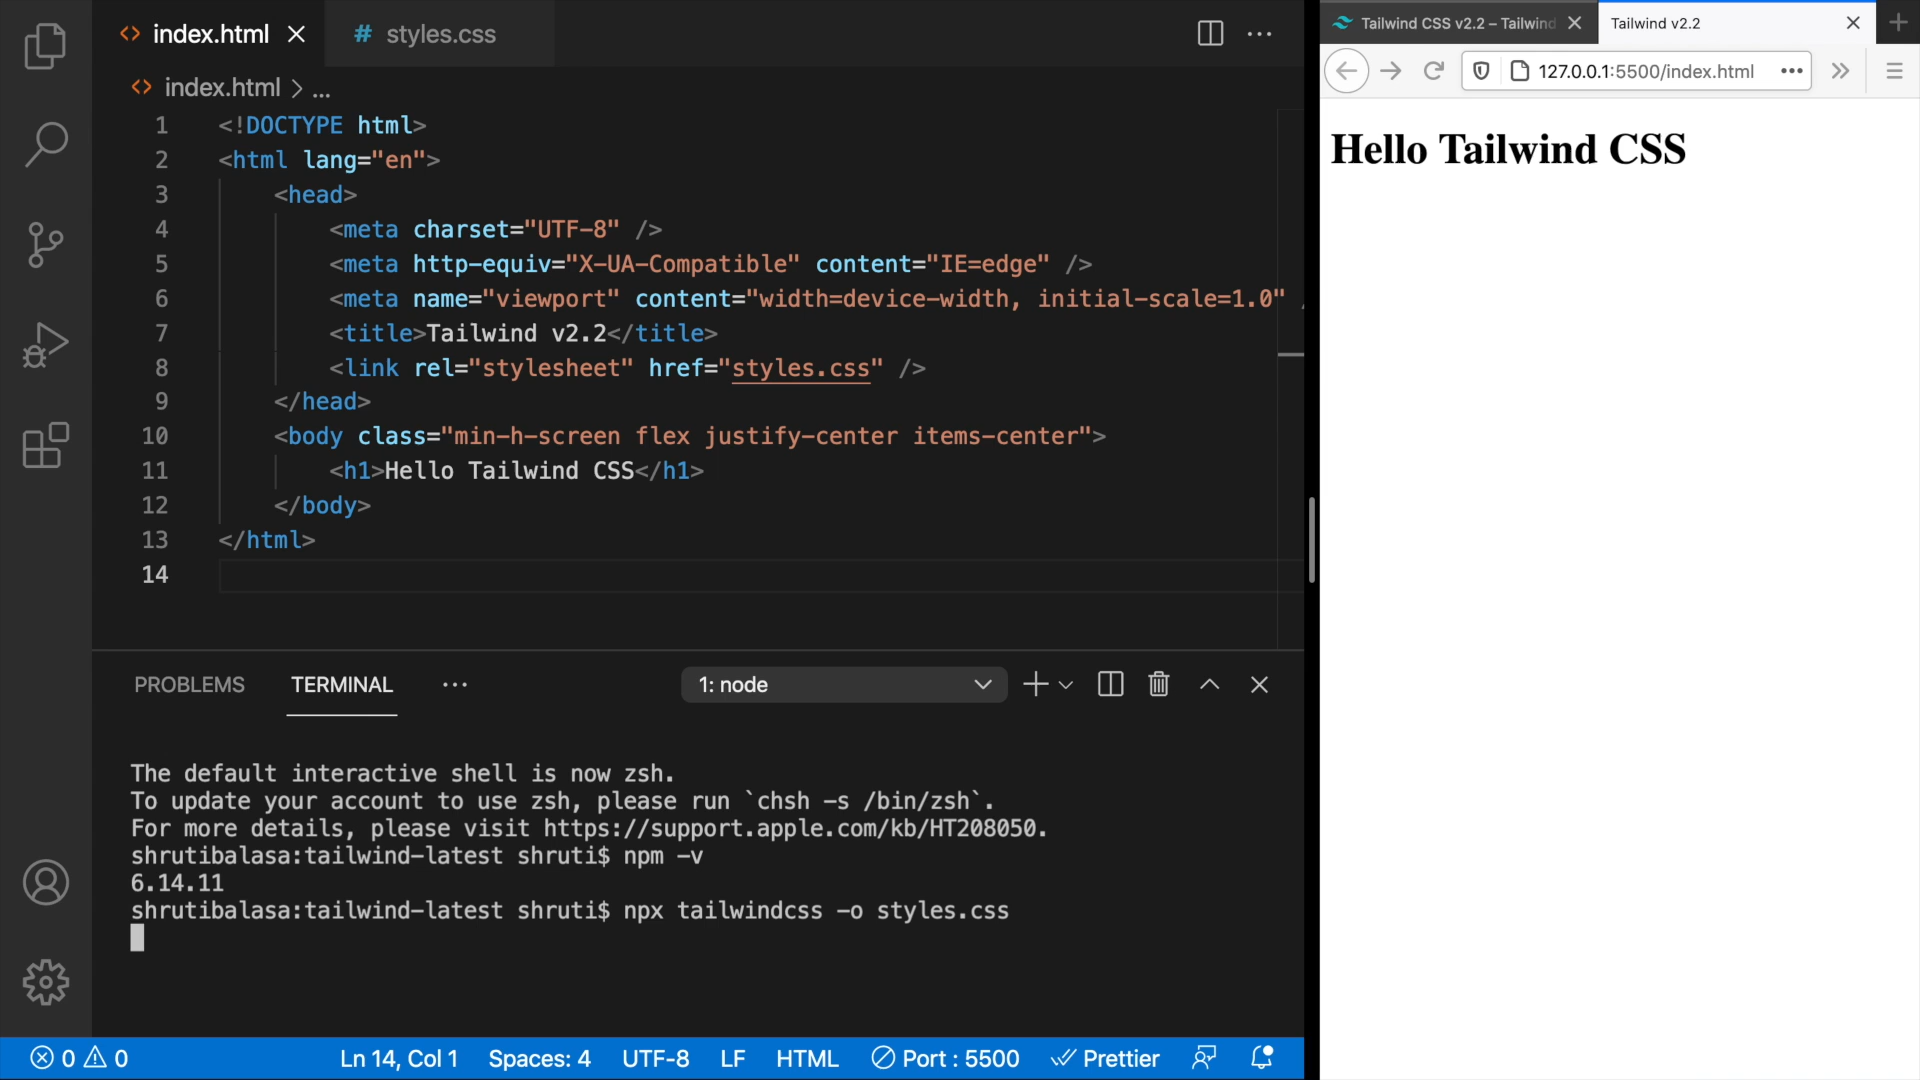 index.html
# styles.css
index.html > ...
1 <!DOCTYPE html>
2 <html lang="en">
3 <head>
4 <meta charset="UTF-8" />
5 <meta http-equiv="X-UA-Compatible" content="IE=edge" />
6 <meta name="viewport" content="width=device-width, initial-scale=1.0"
7 <title>Tailwind v2.2</title>
8 <link rel="stylesheet" href="styles.css" />
9 </head>
10 <body class="min-h-screen flex justify-center items-center">
11 <h1>Hello Tailwind CSS</h1>
12 </body>
13 </html>
14
PROBLEMS
TERMINAL
1: node
The default interactive shell is now zsh.
To update your account to use zsh, please run `chsh -s /bin/zsh`.
For more details, please visit https://support.apple.com/kb/HT208050.
shrutibalasa:tailwind-latest shruti$ npm -v
6.14.11
shrutibalasa:tailwind-latest shruti$ npx tailwindcss -o styles.css
0 0
Ln 14, Col 1
Spaces: 4
UTF-8
LF
HTML
Port : 5500
Prettier
Tailwind CSS v2.2 – Tailwind
Tailwind v2.2
127.0.0.1:5500/index.html
Hello Tailwind CSS